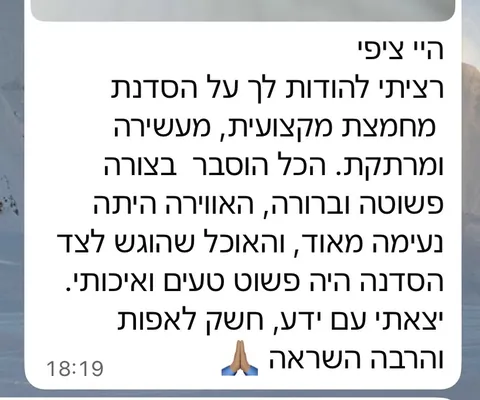 היי ציפי
רציתי להודות לך על הסדנת
מחמצת מקצועית, מעשירה
ומרתקת. הכל הוסבר  בצורה
פשוטה וברורה, האווירה היתה
נעימה מאוד, והאוכל שהוגש לצד
הסדנה היה פשוט טעים ואיכותי.
יצאתי עם ידע, חשק לאפות
והרבה השראה 🙏🏽
18:19